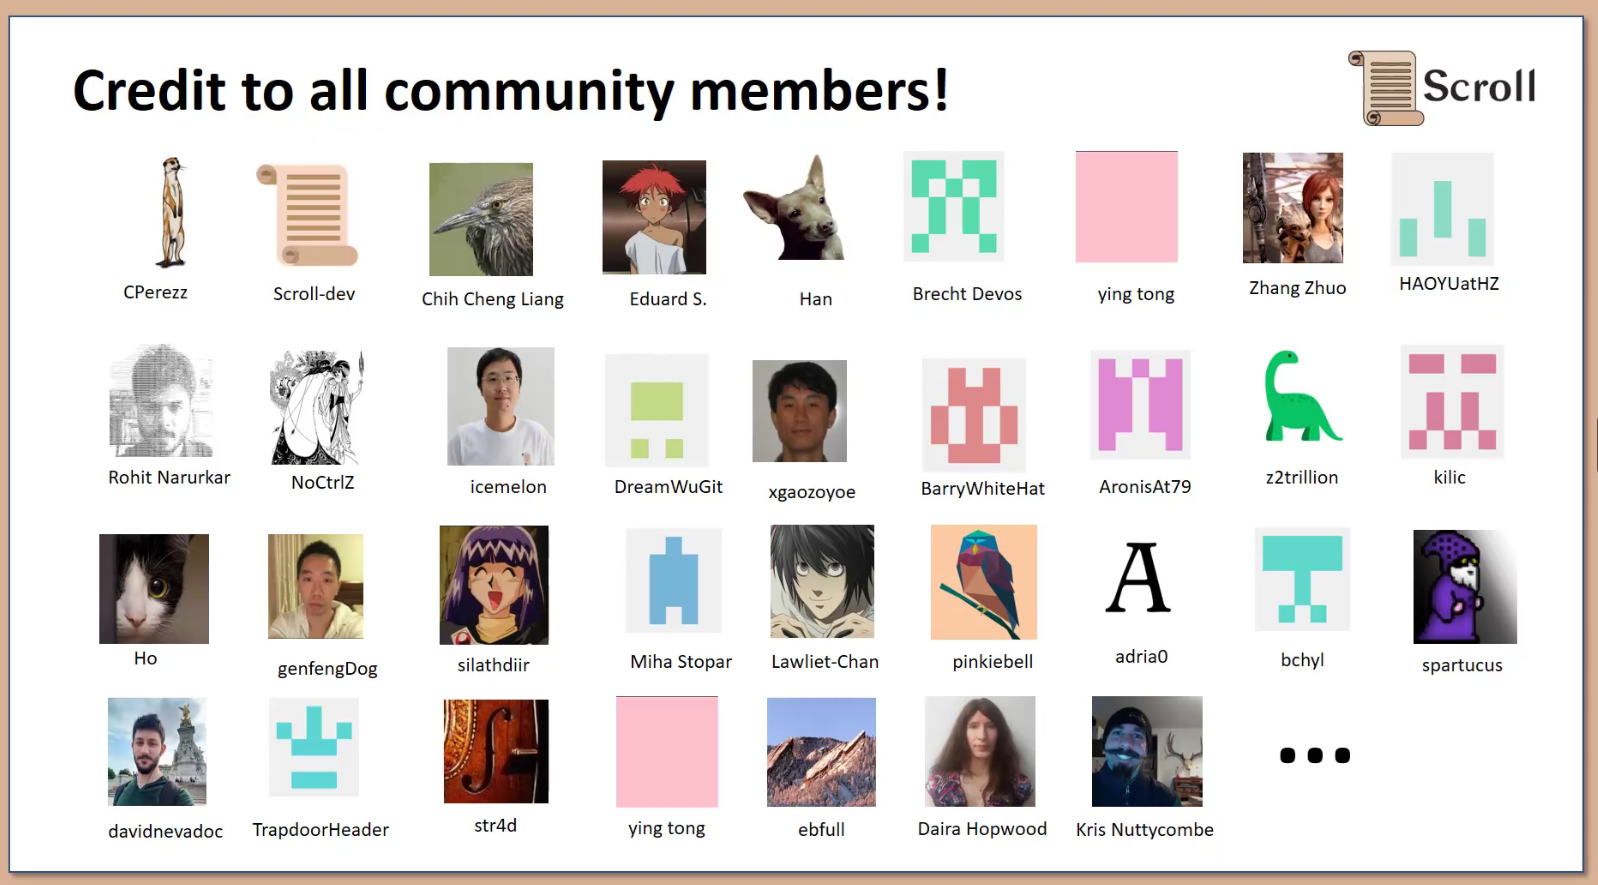 Credit to all community members!
Scroll
CPerezz
Scroll-dev
Chih Cheng Liang
Eduard S.
Han
Brecht Devos
ying tong
Zhang Zhuo
HAOYUatHZ
Rohit Narurkar
NoCtrlZ
icemelon
DreamWuGit
xgaozoyoe
BarryWhiteHat
AronisAt79
z2trillion
kilic
Ho
genfengDog
silathdiir
Miha Stopar
Lawliet-Chan
pinkiebell
A
adria0
bchyl
spartucus
davidnevadoc
TrapdoorHeader
str4d
ying tong
ebfull
Daira Hopwood
Kris Nuttycombe
...